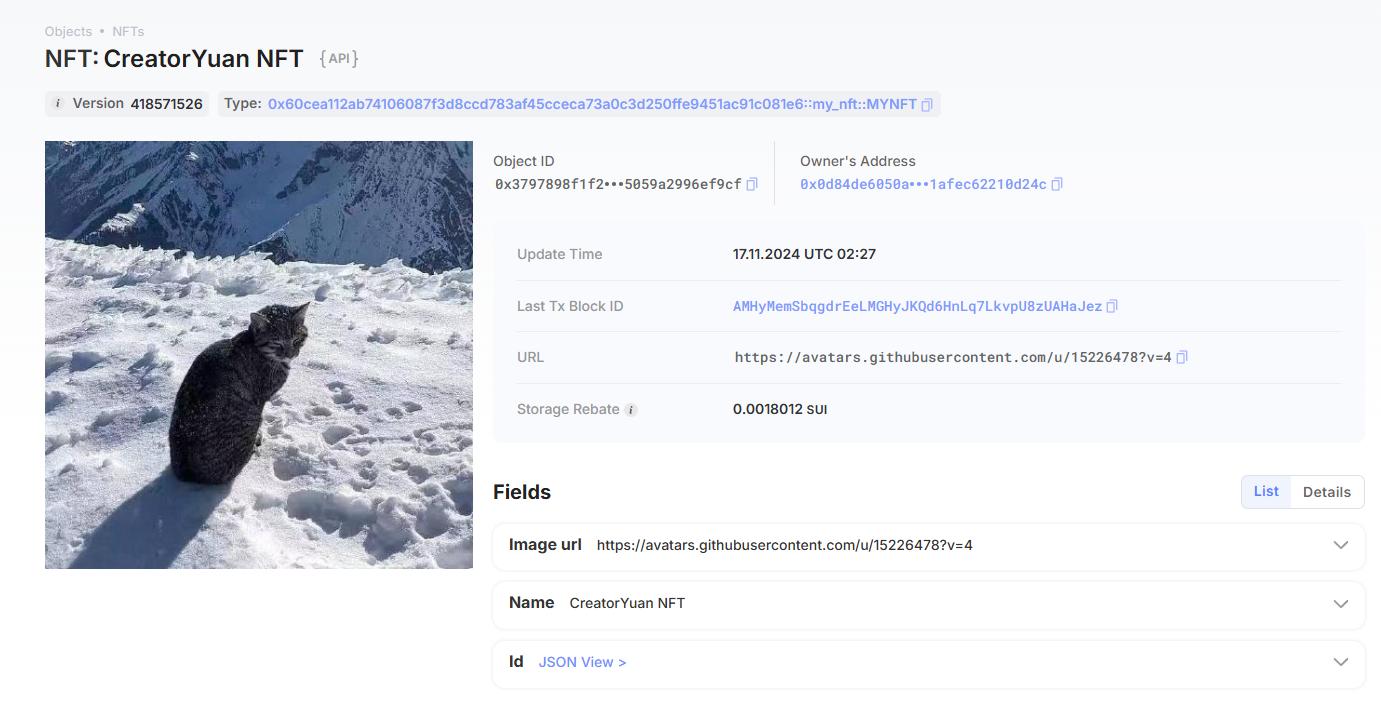 Objects • NFTs
NFT: CreatorYuan NFT {API}
i Version 418571526 Type: 0x60cea112ab74106087f3d8ccd783af45cceca73a0c3d250ffe9451ac91c081e6::my_nft::MYNFT
Object ID
0x3797898f1f2•••5059a2996ef9cf
Owner's Address
0x0d84de6050a•••1afec62210d24c
Update Time 17.11.2024 UTC 02:27
Last Tx Block ID AMHyMemSbqgdrEeLMGHyJKQd6HnLq7LkvpU8zUAHaJez
URL https://avatars.githubusercontent.com/u/15226478?v=4
Storage Rebate i 0.0018012 SUI
Fields List Details
Image url https://avatars.githubusercontent.com/u/15226478?v=4
Name CreatorYuan NFT
Id JSON View >